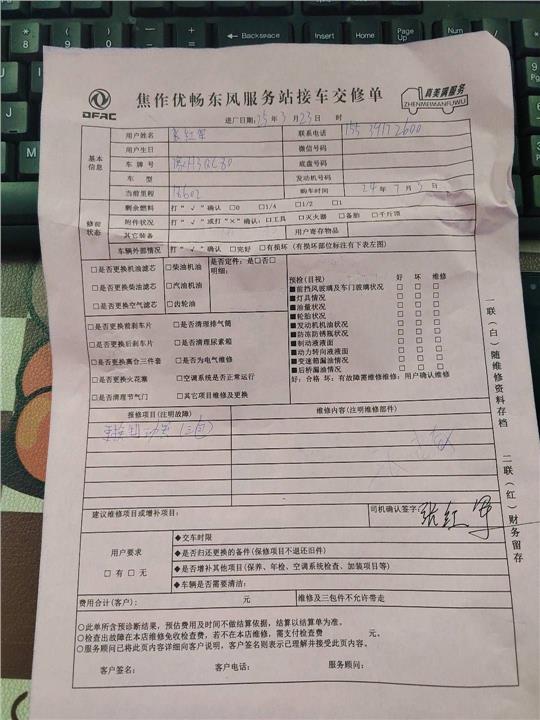 焦作优畅东风服务站接车交修单
DFAC
真美满服务
ZHENMEIMANFUWU
进厂日期：25年3月23日 时
基本信息
用户姓名 张红军 联系电话
用户生日 微信号码
车牌号 底盘号码
车型 发动机号码
当前里程 18602 购车时间 24年7月3日
修前状态
剩余燃料 打“√”确认 □0 □1/4 □1/2 □1
附件状况 打“√”或打“×”确认：□工具 □灭火器 □备胎 □千斤顶
其它装备 用户寄存物品
车辆外部情况 打“√”确认 □完好 □有损坏（有损坏部位标注有下表左图）
□是否更换机油滤芯 □柴油机油 是否定件：是□否□
明细：
□是否更换柴油滤芯 □汽油机油
□是否更换空气滤芯 □齿轮油
□是否更换前刹车片 □是否清理排气筒
□是否更换后刹车片 □是否清理尿素箱
□是否更换离合三件套 □是否为电气维修
□是否更换火花塞 □空调系统是否正常运行
□是否清理节气门 □其它项目维修及更换
预检（目视） 好 坏 维修
■前挡风玻璃及车门玻璃状况 □ □ □
■灯具情况 □ □ □
■油量状况 □ □ □
■轮胎状况 □ □ □
■发动机机油状况 □ □ □
■防冻防锈瓶状况 □ □ □
■制动液液面 □ □ □
■动力转向液液面 □ □ □
■变速箱漏油情况 □ □ □
■后桥漏油情况 □ □ □
好：合格 坏：有故障需维修维修：用户确认维修
报修项目（注明故障） 维修内容（注明维修部件）
建议维修项目或增补项目： 司机确认签字： 张红军
用户要求
□有 □无
◆交车时限
◆是否归还更换的备件（保修项目不退还旧件）
◆是否增补其他项目（保养、年检、空调系统检查、加装项目等）
◆车辆是否需要清洁：
费用合计（客户）： 元 维修及三包件不允许带走
○此单所含预诊断结果，预估费用及时间不做结算依据，结算以结算单为准。
○检查出故障在本店维修免收检查费，若不在本店维修，需支付检查费 元。
○服务顾问已将此页内容详细向客户说明，客户签名则表示已理解并接受此页内容。
客户签名： 客户电话： 服务顾问：
一联（白）随维修资料存档
二联（红）财务留存
Backspace
Home
PgUp